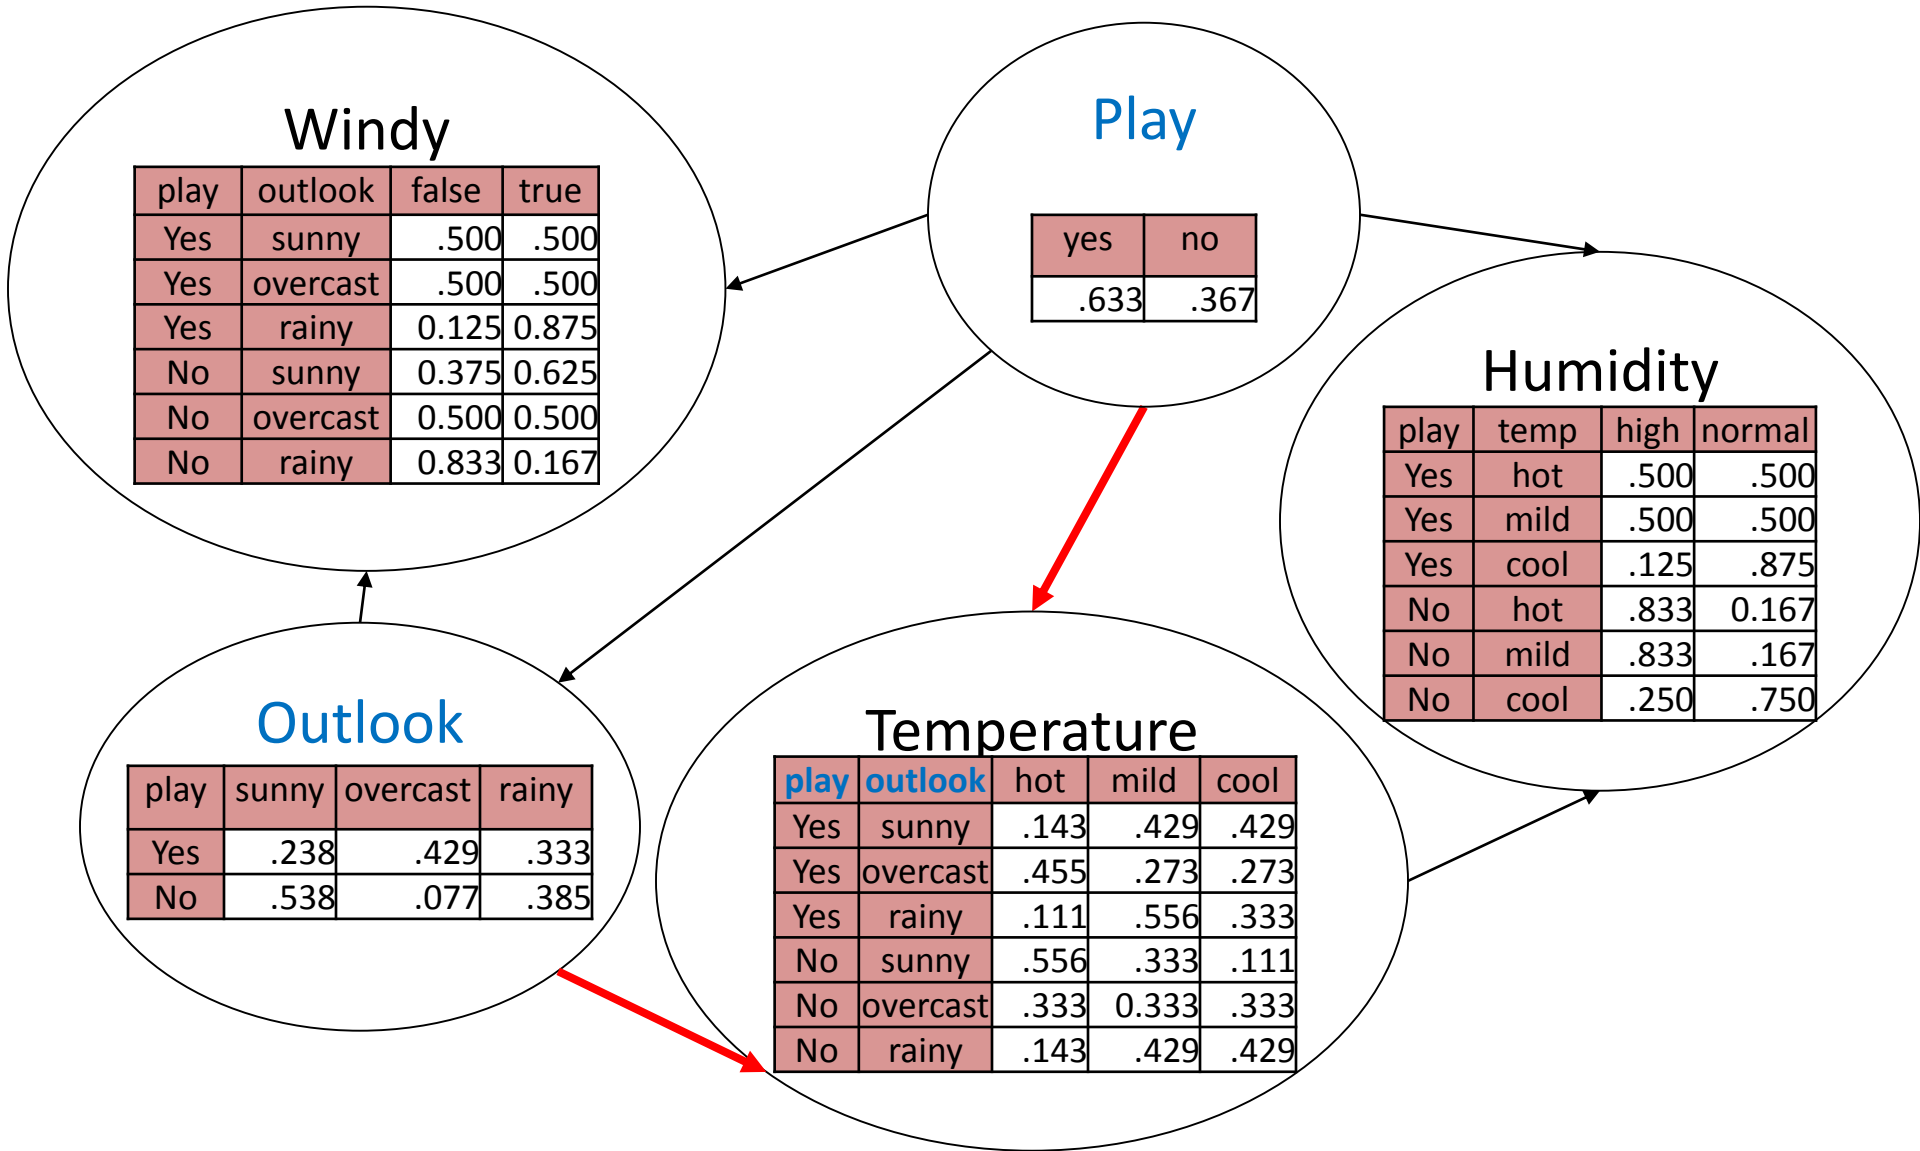 Windy
play outlook false true
Yes sunny .500 .500
Yes overcast .500 .500
Yes rainy 0.125 0.875
No sunny 0.375 0.625
No overcast 0.500 0.500
No rainy 0.833 0.167
Play
yes no
.633 .367
Humidity
play temp high normal
Yes hot .500 .500
Yes mild .500 .500
Yes cool .125 .875
No hot .833 0.167
No mild .833 .167
No cool .250 .750
Outlook
play sunny overcast rainy
Yes .238 .429 .333
No .538 .077 .385
Temperature
play outlook hot mild cool
Yes sunny .143 .429 .429
Yes overcast .455 .273 .273
Yes rainy .111 .556 .333
No sunny .556 .333 .111
No overcast .333 0.333 .333
No rainy .143 .429 .429